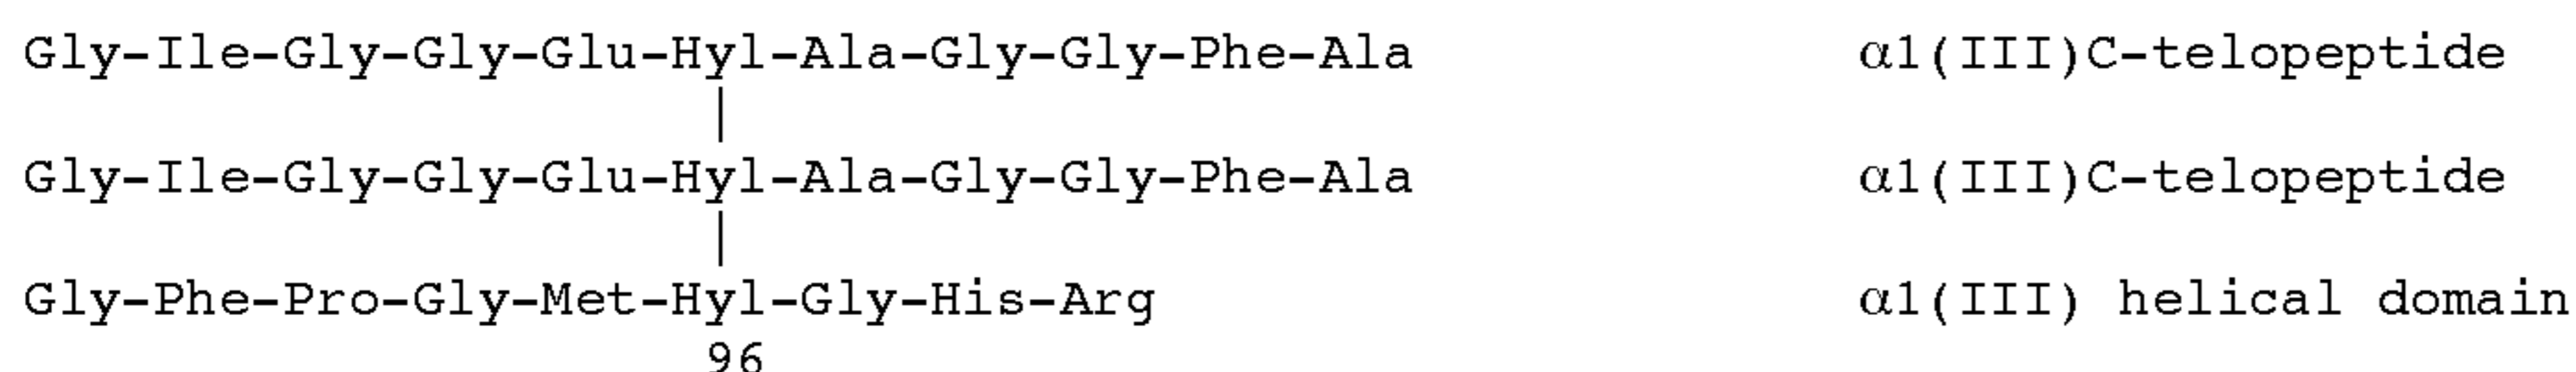 Gly-Ile-Gly-Gly-Glu-Hyl-Ala-Gly-Gly-Phe-Ala α1(III)C-telopeptide
|
Gly-Ile-Gly-Gly-Glu-Hyl-Ala-Gly-Gly-Phe-Ala α1(III)C-telopeptide
|
Gly-Phe-Pro-Gly-Met-Hyl-Gly-His-Arg α1(III) helical domain
96